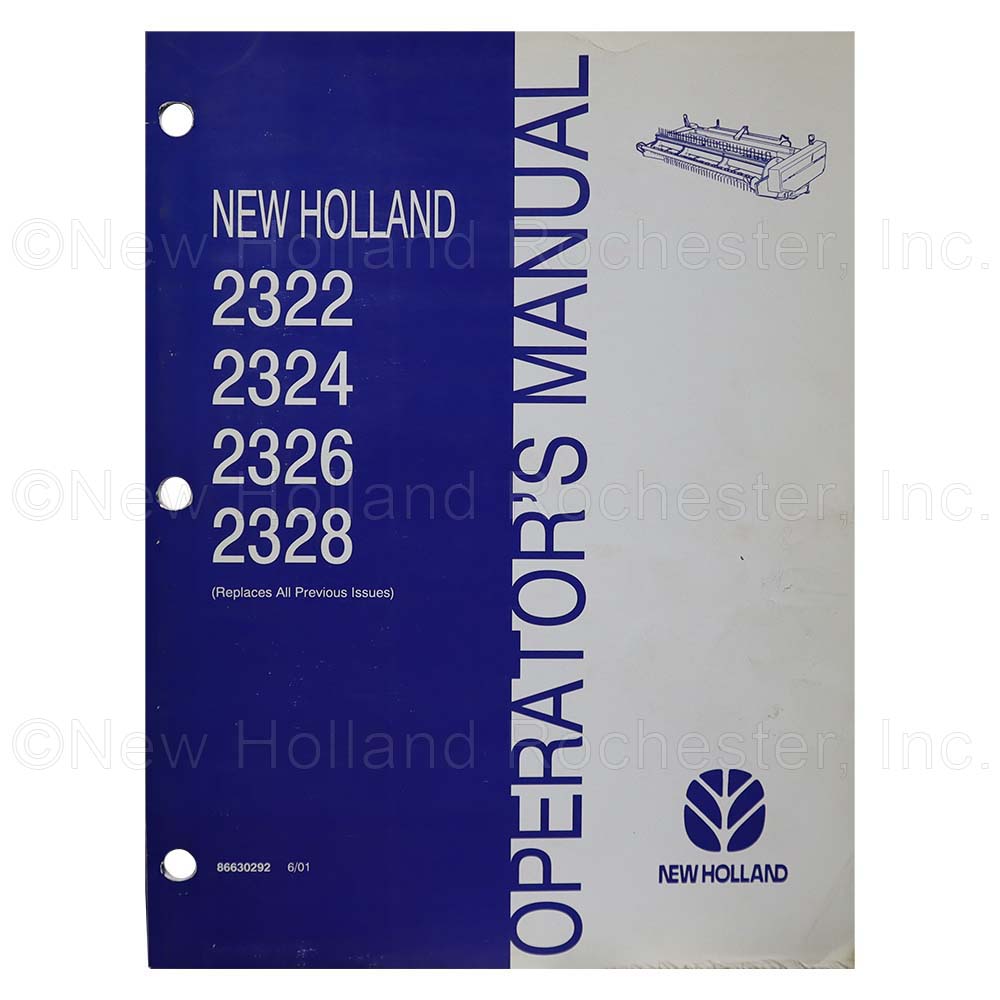 NEW HOLLAND
2322
2324
2326
2328
(Replaces All Previous Issues)
86630292 6/01
OPERATOR'S MANUAL
NEW HOLLAND
©New Holland Rochester, Inc.
©New Holland Rochester, Inc.
©New Holland Rochester, Inc.